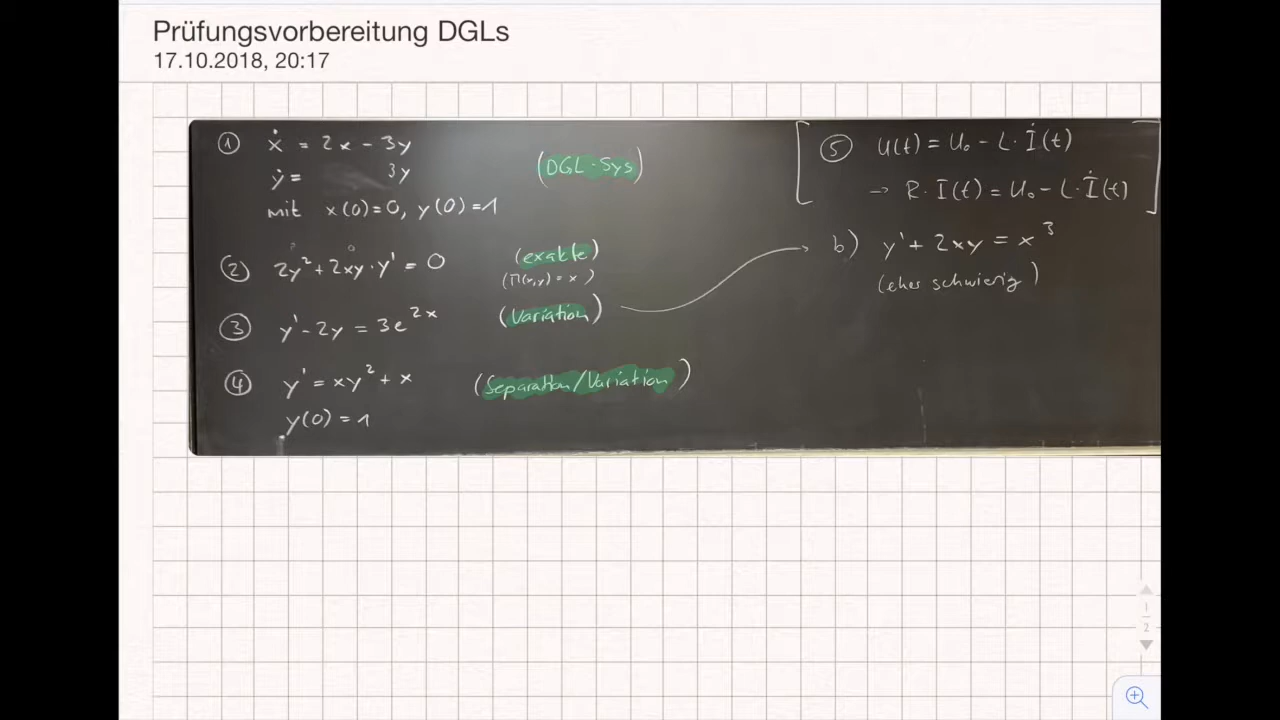 Prüfungsvorbereitung DGLs
17.10.2018, 20:17
① ẋ = 2x - 3y
ẏ = 3y
mit x(0)=0, y(0)=1
(DGL-Sys)
② 2y² + 2xy · y' = 0
(exakte)
(M(x,y) = x)
③ y' - 2y = 3e^{2x}
(Variation)
④ y' = xy² + x
(Separation/Variation)
y(0) = 1
⑤ U(t) = U₀ - L · İ(t)
→ R · I(t) = U₀ - L · İ(t)
b) y' + 2xy = x³
(eher schwierig)
1
2